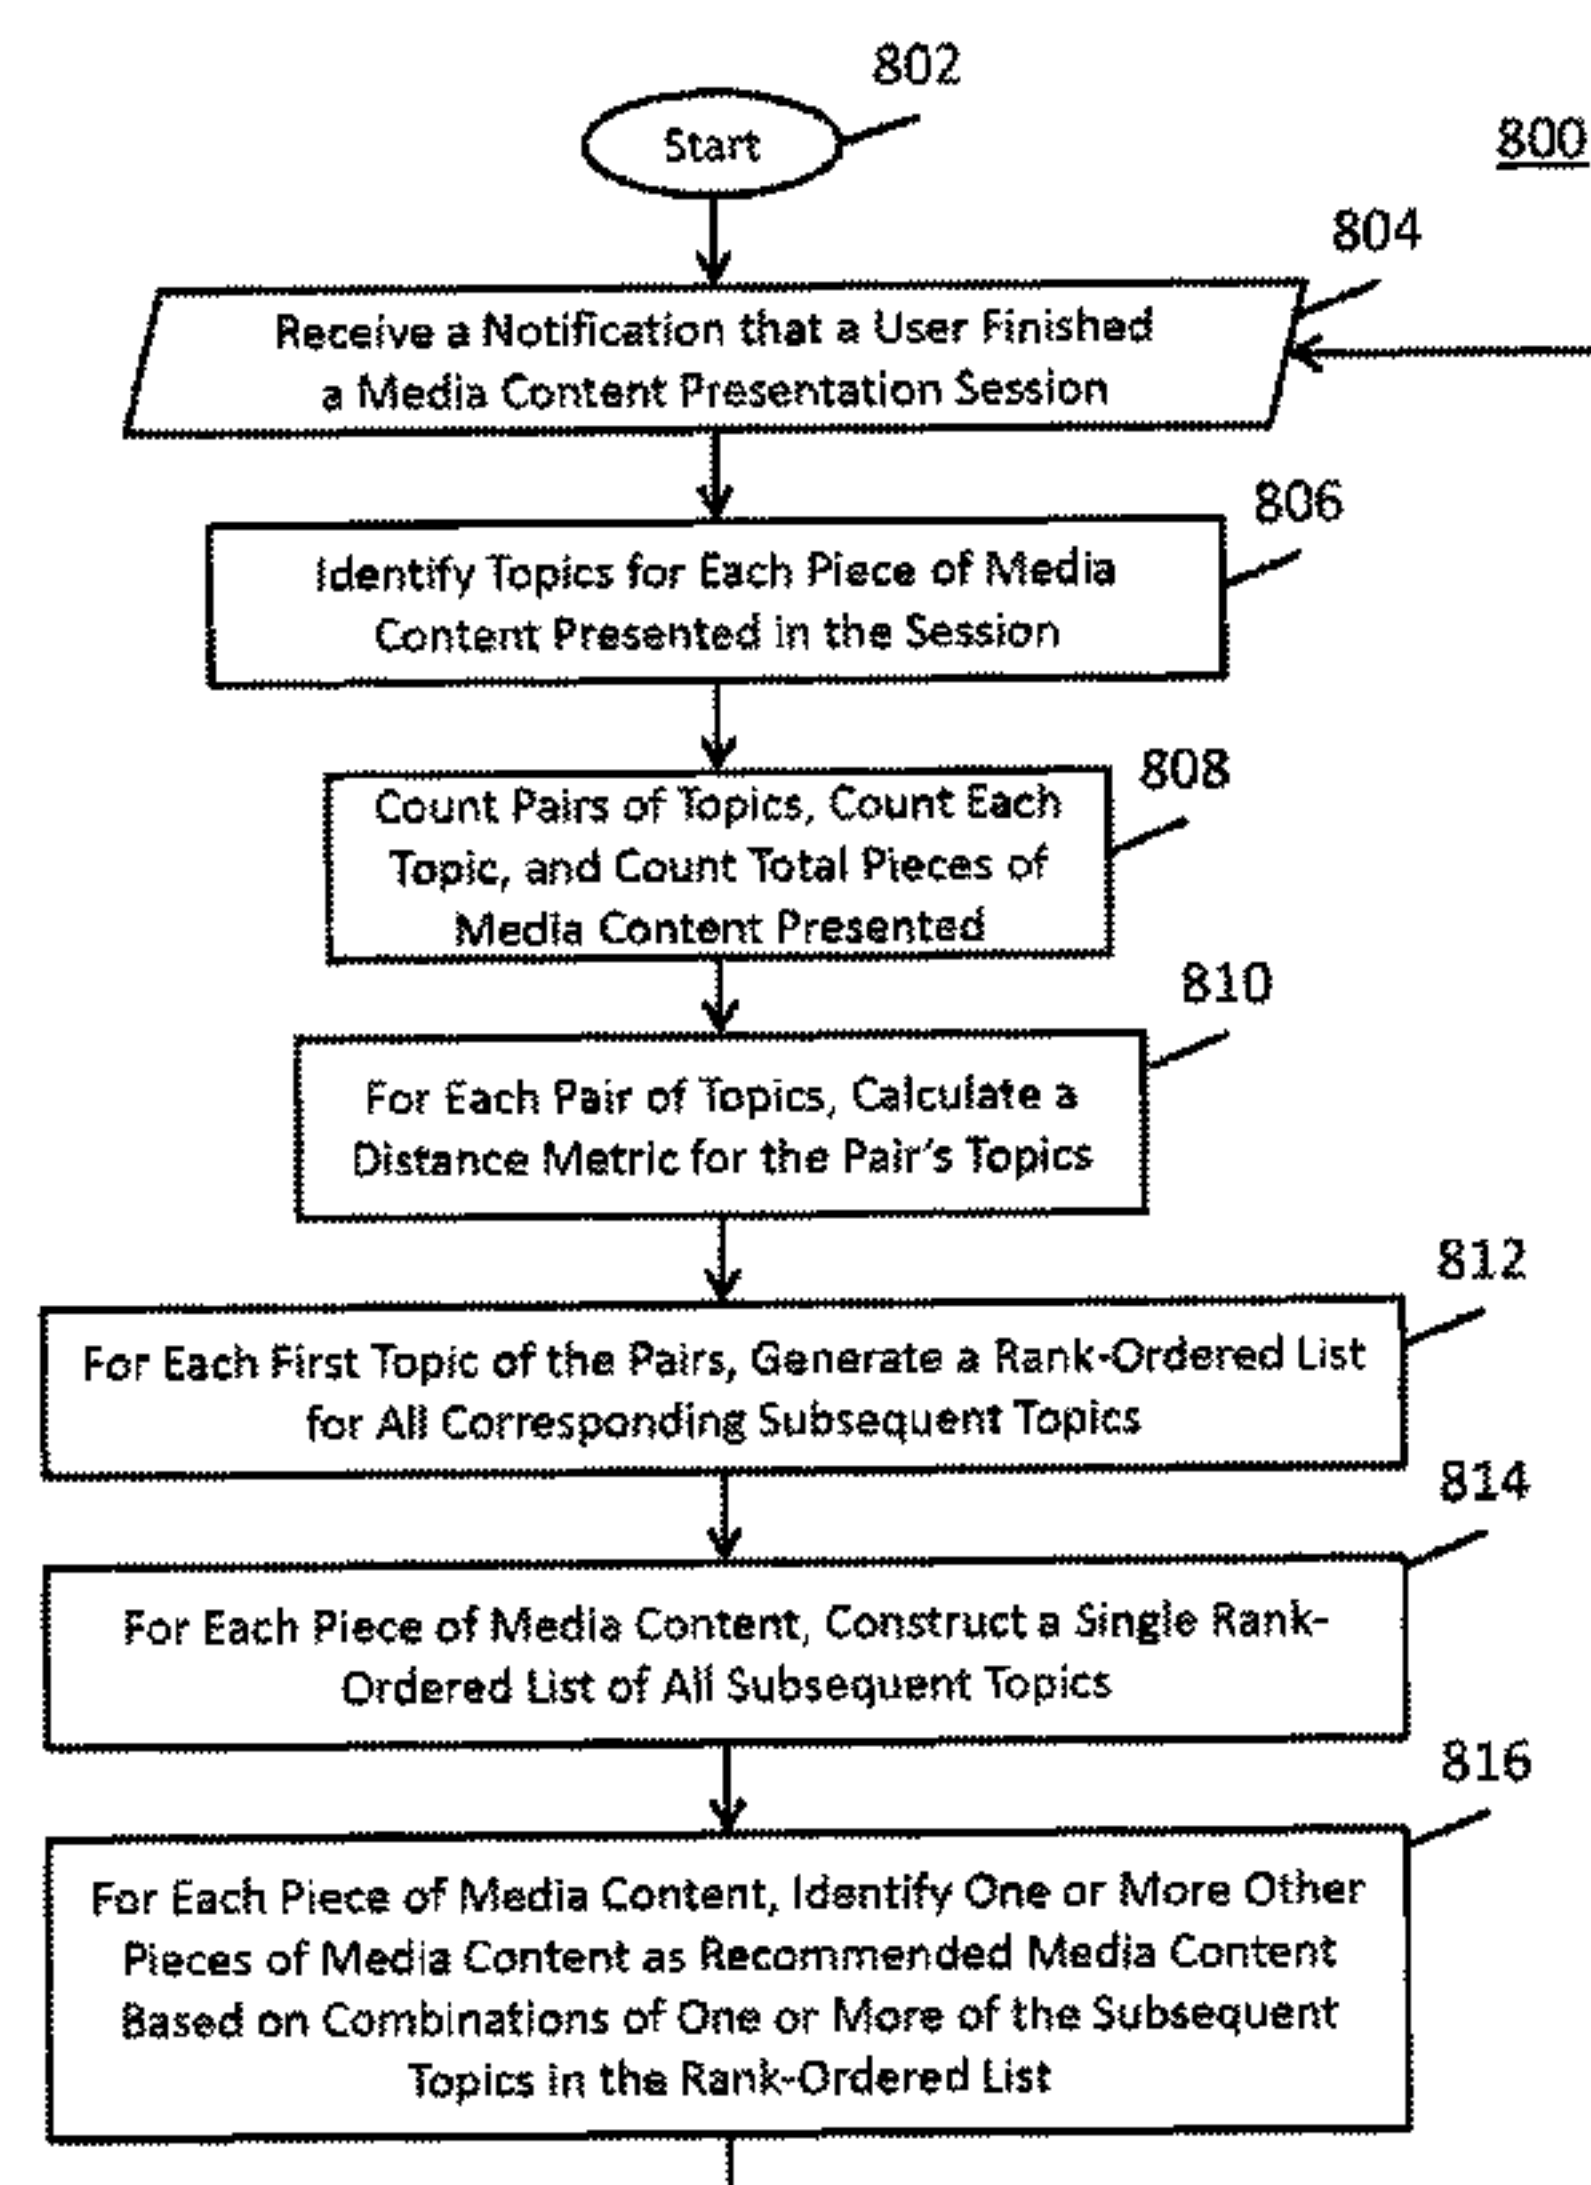 802
Start
800
804
Receive a Notification that a User Finished
a Media Content Presentation Session
806
Identify Topics for Each Piece of Media
Content Presented in the Session
808
Count Pairs of Topics, Count Each
Topic, and Count Total Pieces of
Media Content Presented
810
For Each Pair of Topics, Calculate a
Distance Metric for the Pair's Topics
812
For Each First Topic of the Pairs, Generate a Rank-Ordered List
for All Corresponding Subsequent Topics
814
For Each Piece of Media Content, Construct a Single Rank-
Ordered List of All Subsequent Topics
816
For Each Piece of Media Content, Identify One or More Other
Pieces of Media Content as Recommended Media Content
Based on Combinations of One or More of the Subsequent
Topics in the Rank-Ordered List